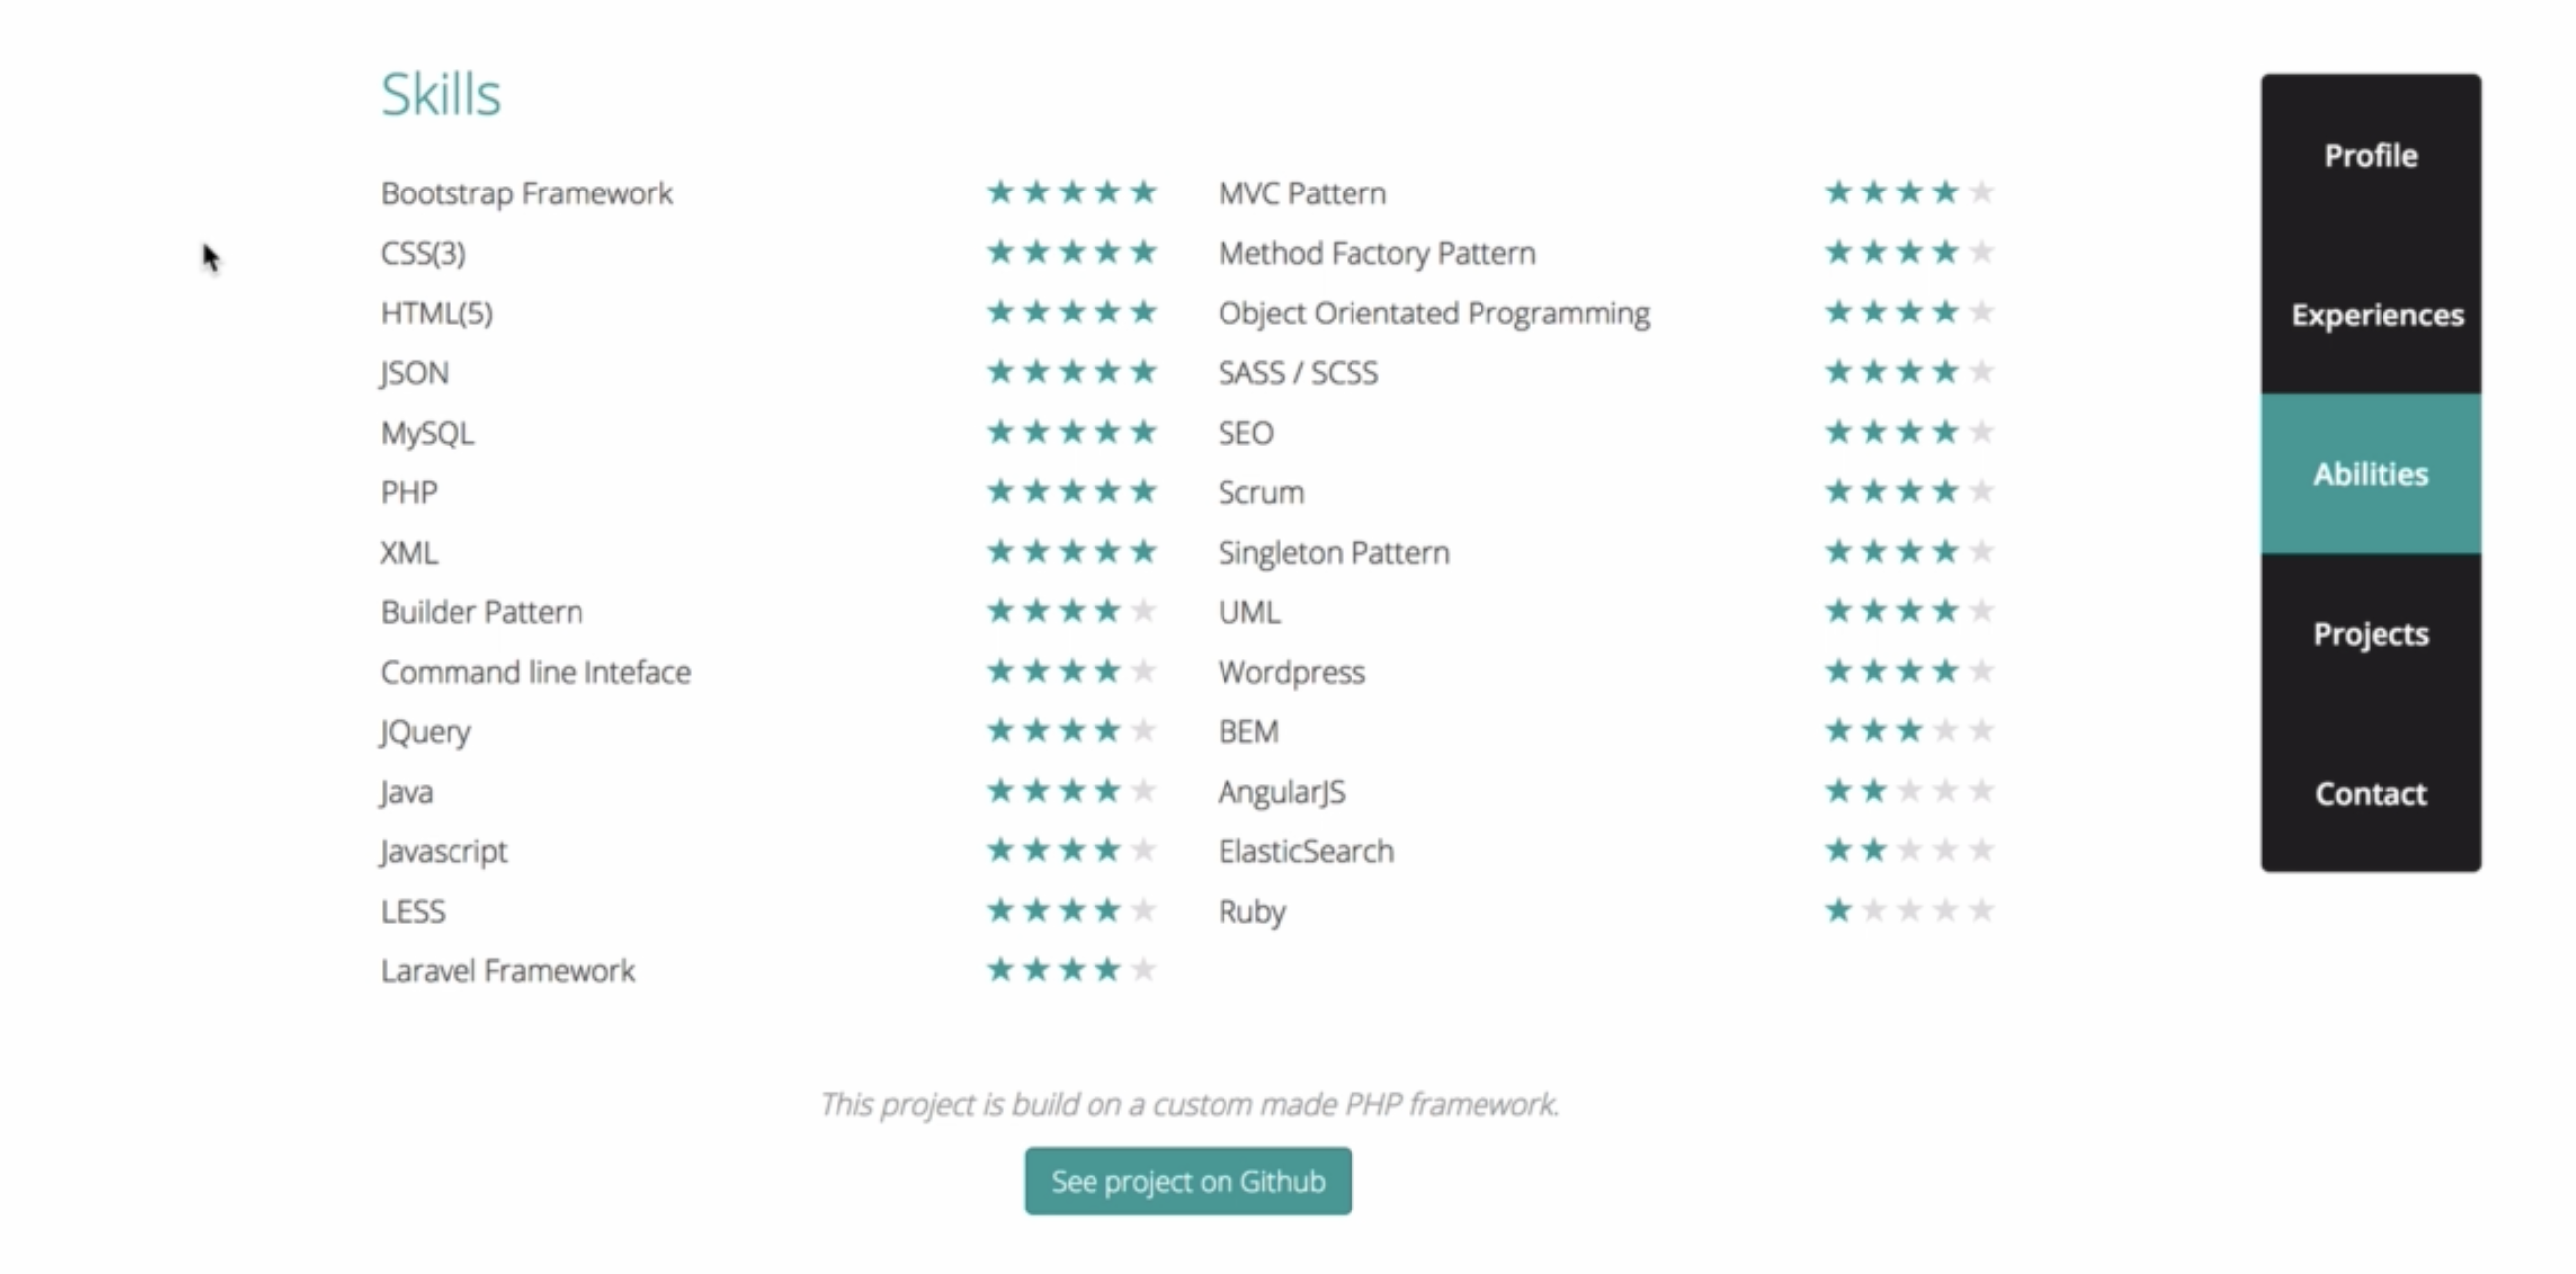 Skills
Bootstrap Framework
CSS(3)
HTML(5)
JSON
MySQL
PHP
XML
Builder Pattern
Command line Inteface
JQuery
Java
Javascript
LESS
Laravel Framework
MVC Pattern
Method Factory Pattern
Object Orientated Programming
SASS / SCSS
SEO
Scrum
Singleton Pattern
UML
Wordpress
BEM
AngularJS
ElasticSearch
Ruby
This project is build on a custom made PHP framework.
See project on Github
Profile
Experiences
Abilities
Projects
Contact